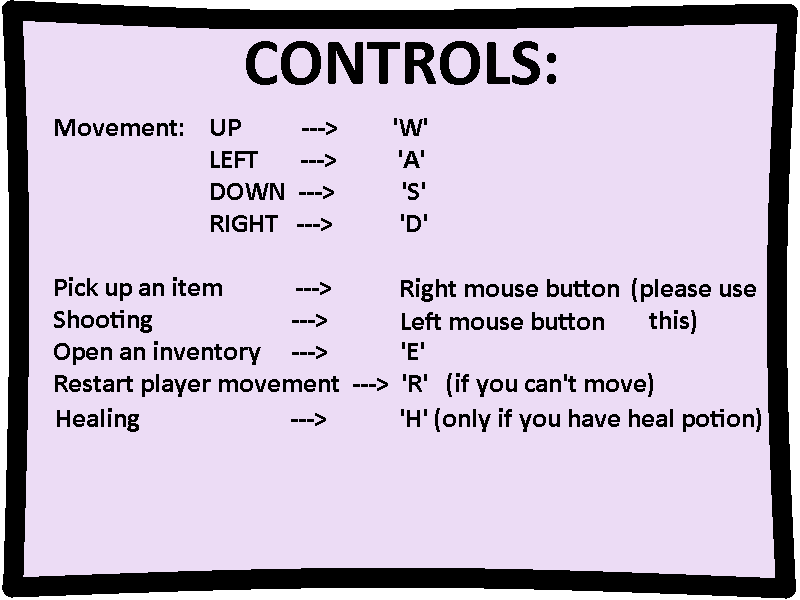 CONTROLS:
Movement: UP ---> 'W'
LEFT ---> 'A'
DOWN ---> 'S'
RIGHT ---> 'D'
Pick up an item ---> Right mouse button (please use
Shooting ---> Left mouse button this)
Open an inventory ---> 'E'
Restart player movement ---> 'R' (if you can't move)
Healing ---> 'H' (only if you have heal potion)